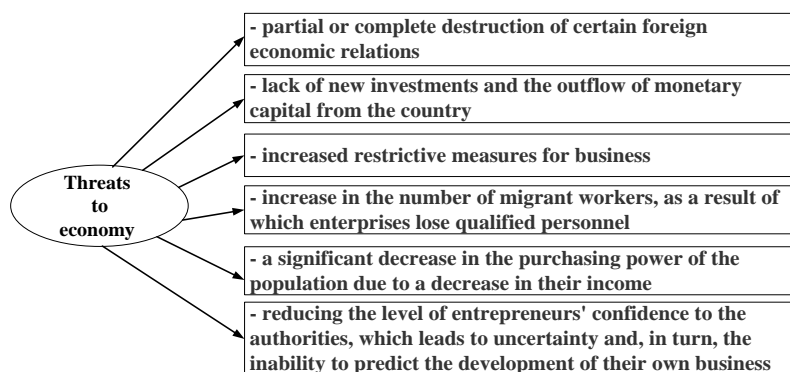 - partial or complete destruction of certain foreign
economic relations
- lack of new investments and the outflow of monetary
capital from the country
- increased restrictive measures for business
Threats
to
economy
- increase in the number of migrant workers, as a result of
which enterprises lose qualified personnel
- a significant decrease in the purchasing power of the
population due to a decrease in their income
- reducing the level of entrepreneurs' confidence to the
authorities, which leads to uncertainty and, in turn, the
inability to predict the development of their own business